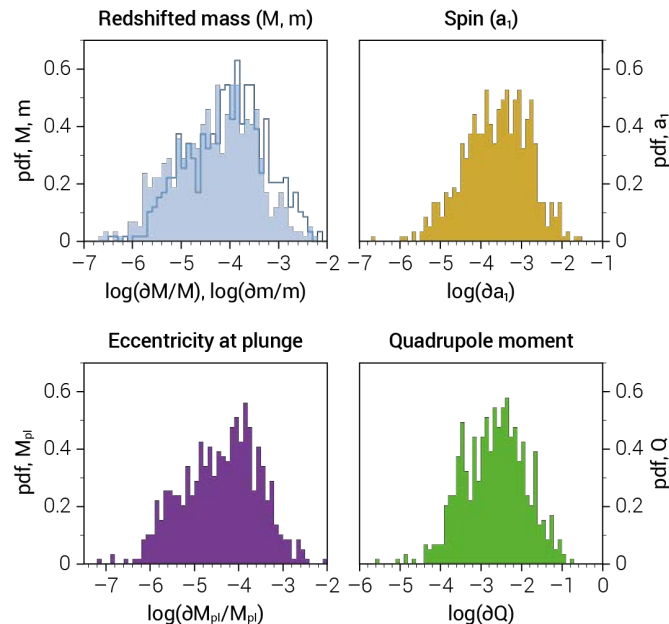 Redshifted mass (M, m)
pdf, M, m
0.6
0.4
0.2
0
−7 −6 −5 −4 −3 −2
log(∂M/M), log(∂m/m)
Spin (a₁)
0.6
0.4
0.2
0
pdf, a₁
−7 −6 −5 −4 −3 −2 −1
log(∂a₁)
Eccentricity at plunge
pdf, Mₚₗ
0.6
0.4
0.2
0
−7 −6 −5 −4 −3 −2
log(∂Mₚₗ/Mₚₗ)
Quadrupole moment
0.6
0.4
0.2
0
pdf, Q
−6 −5 −4 −3 −2 −1 0
log(∂Q)